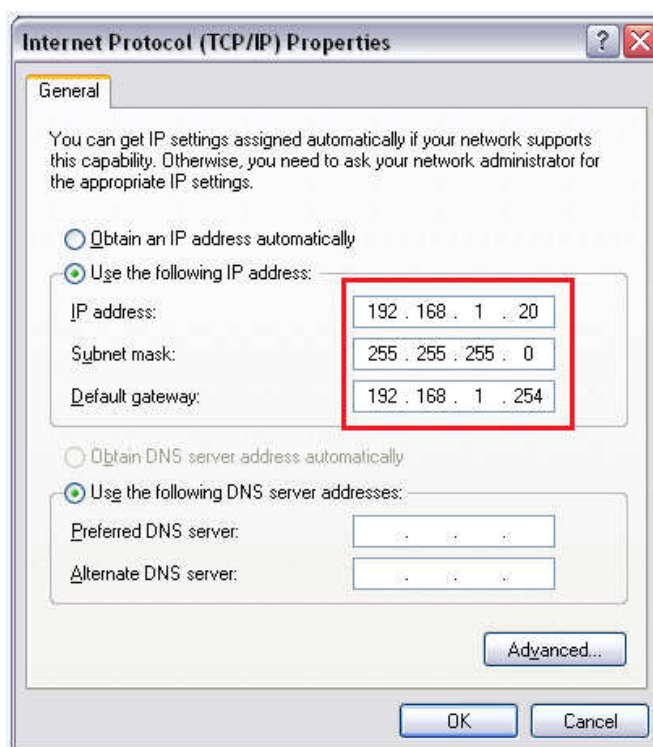 Internet Protocol (TCP/IP) Properties
General
You can get IP settings assigned automatically if your network supports
this capability. Otherwise, you need to ask your network administrator for
the appropriate IP settings.
Obtain an IP address automatically
Use the following IP address:
IP address: 192 . 168 . 1 . 20
Subnet mask: 255 . 255 . 255 . 0
Default gateway: 192 . 168 . 1 . 254
Obtain DNS server address automatically
Use the following DNS server addresses:
Preferred DNS server: . . .
Alternate DNS server: . . .
Advanced...
OK Cancel